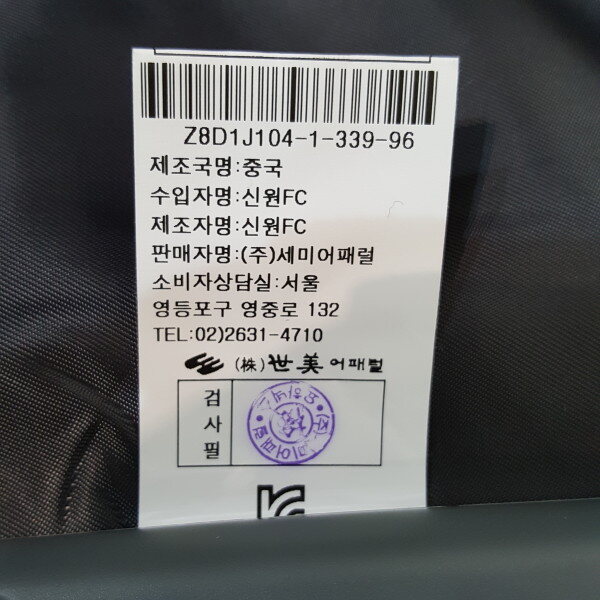 Z8D1J104-1-339-96
제조국명:중국
수입자명:신원FC
제조자명:신원FC
판매자명:(주)세미어패럴
소비자상담실:서울
영등포구 영중로 132
TEL:02)2631-4710
(株)世美어패럴
검사필